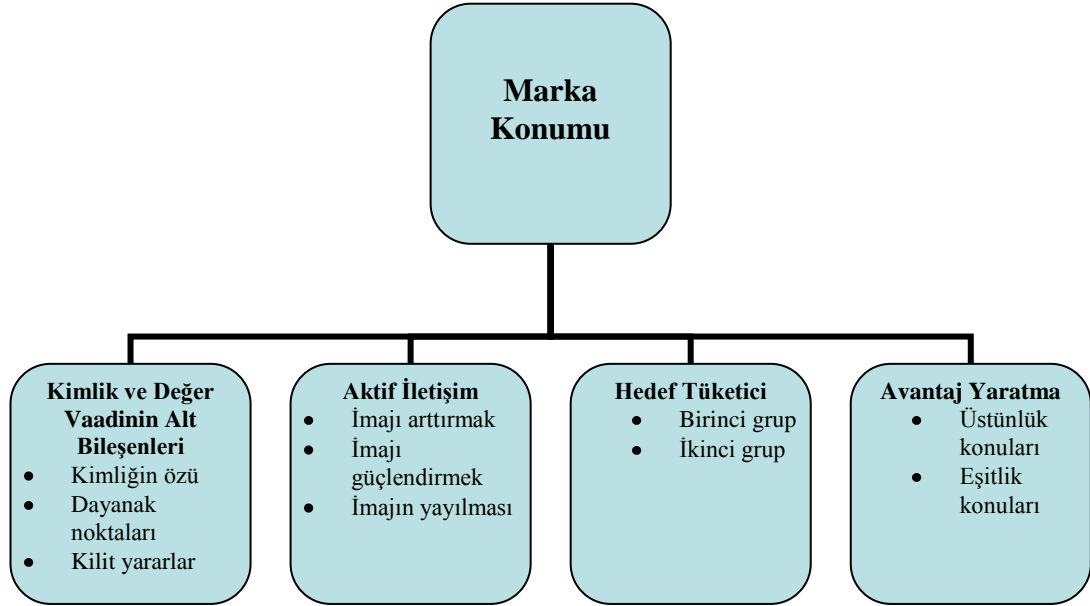 Marka
Konumu
Kimlik ve Değer
Vaadinin Alt
Bileşenleri
• Kimliğin özü
• Dayanak
noktaları
• Kilit yararlar
Aktif İletişim
• İmajı arttırmak
• İmajı
güçlendirmek
• İmajın yayılması
Hedef Tüketici
• Birinci grup
• İkinci grup
Avantaj Yaratma
• Üstünlük
konuları
• Eşitlik
konuları